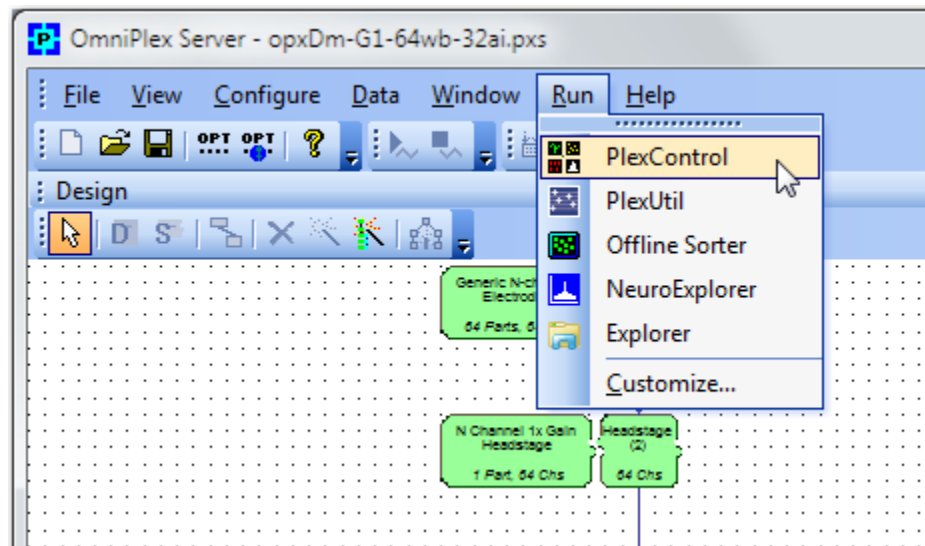 OmniPlex Server - opxDm-G1-64wb-32ai.pxs
File View Configure Data Window Run Help
OPT OPT ?
PlexControl
Design
PlexUtil
D S
Offline Sorter
Generic N-ch
Electrod
NeuroExplorer
64 Parts, 6
Explorer
Customize...
N Channel 1x Gain
Headstage
1 Part, 64 Chs
Headstage
(2)
64 Chs